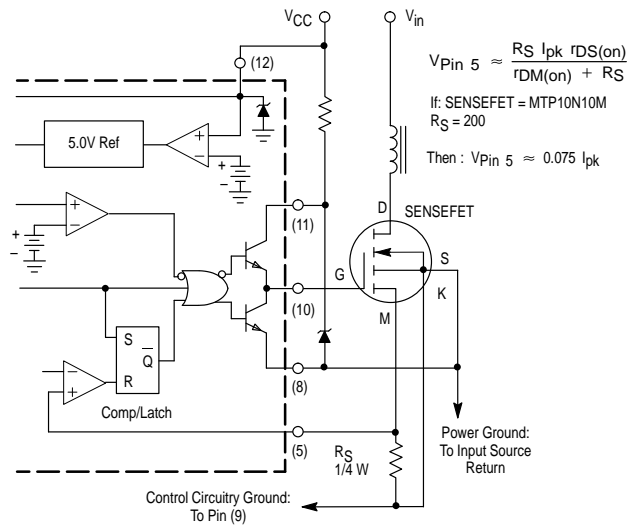 VCC
Vin
(12)
VPin 5 ≈ RS Ipk rDS(on) / rDM(on) + RS
If: SENSEFET = MTP10N10M
RS = 200
Then : VPin 5 ≈ 0.075 Ipk
5.0V Ref
+
−
+
−
D
SENSEFET
(11)
+
−
+
−
G
S
K
(10)
M
S
Q
R
−
+
(8)
Comp/Latch
(5)
Power Ground:
To Input Source
Return
RS
1/4 W
Control Circuitry Ground:
To Pin (9)